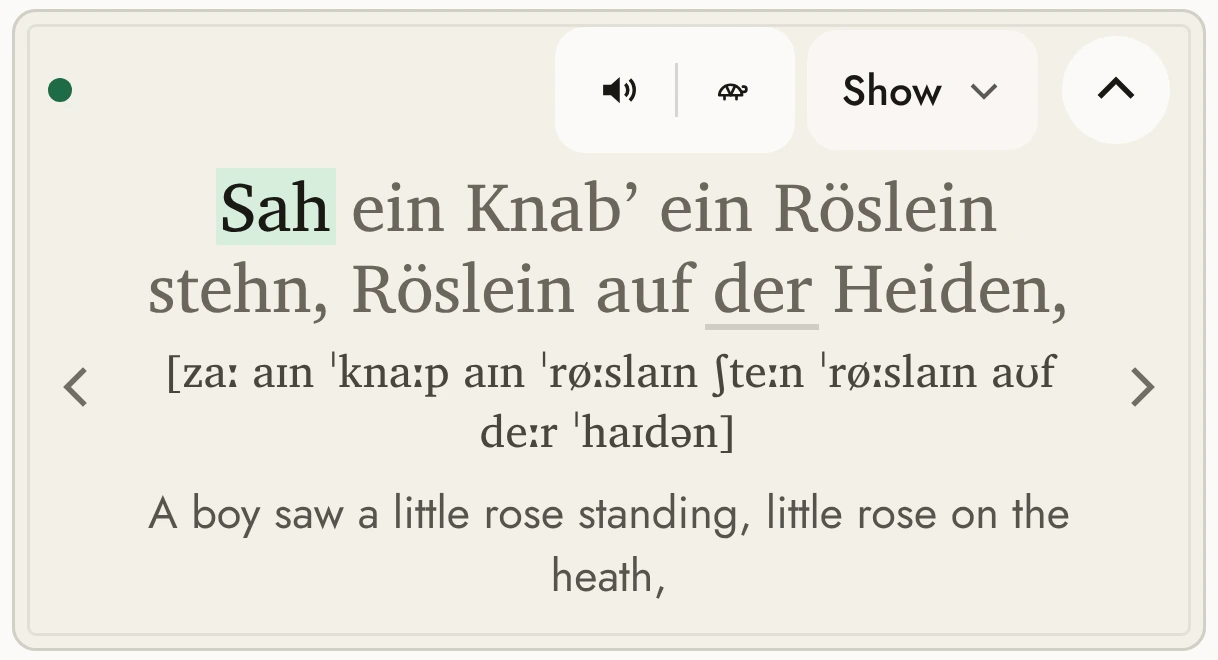 Show
Sah ein Knab’ ein Röslein
stehn, Röslein auf der Heiden,
[zaː aɪn ˈknaːp aɪn ˈrøːslaɪn ʃteːn ˈrøːslaɪn aʊf
deːr ˈhaɪdən]
A boy saw a little rose standing, little rose on the
heath,